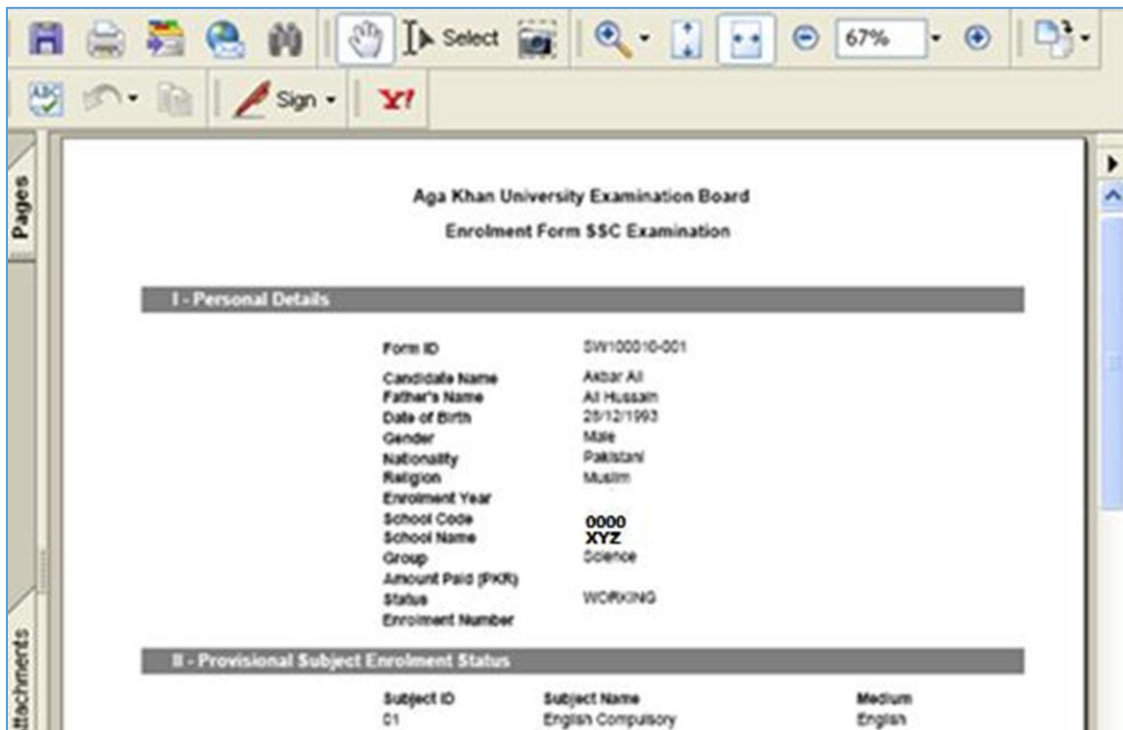 Select
67%
ABC
Sign
Y!
Pages
Aga Khan University Examination Board
Enrolment Form SSC Examination
I - Personal Details
Form ID SW100010-001
Candidate Name Akbar Ali
Father's Name Ali Hussain
Date of Birth 28/12/1993
Gender Male
Nationality Pakistani
Religion Muslim
Enrolment Year
School Code 0000
School Name XYZ
Group Science
Amount Paid (PKR)
Status WORKING
Enrolment Number
II - Provisional Subject Enrolment Status
Subject ID Subject Name Medium
01 English Compulsory English
ttachments